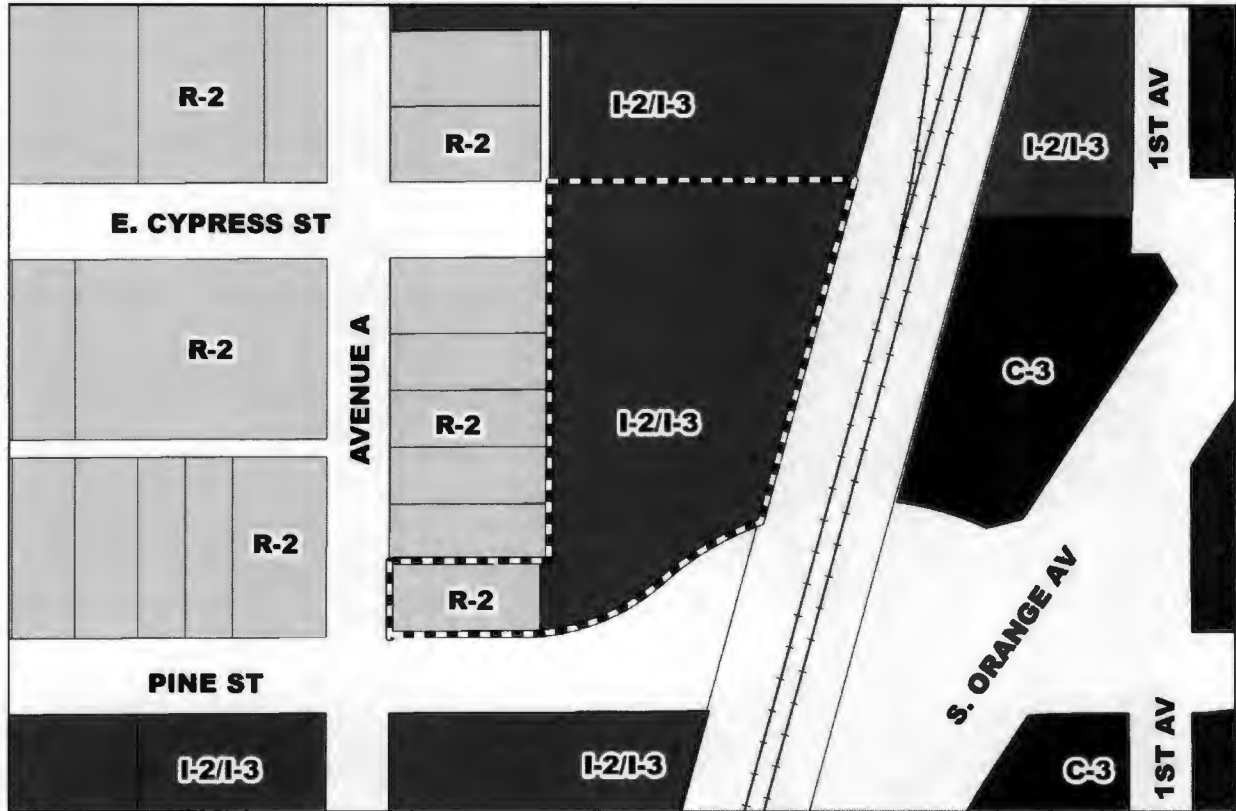 R-2
I-2/I-3
R-2
I-2/I-3
1ST AV
E. CYPRESS ST
R-2
AVENUE A
C-3
R-2
I-2/I-3
R-2
R-2
S. ORANGE AV
PINE ST
I-2/I-3
I-2/I-3
C-3
1ST AV